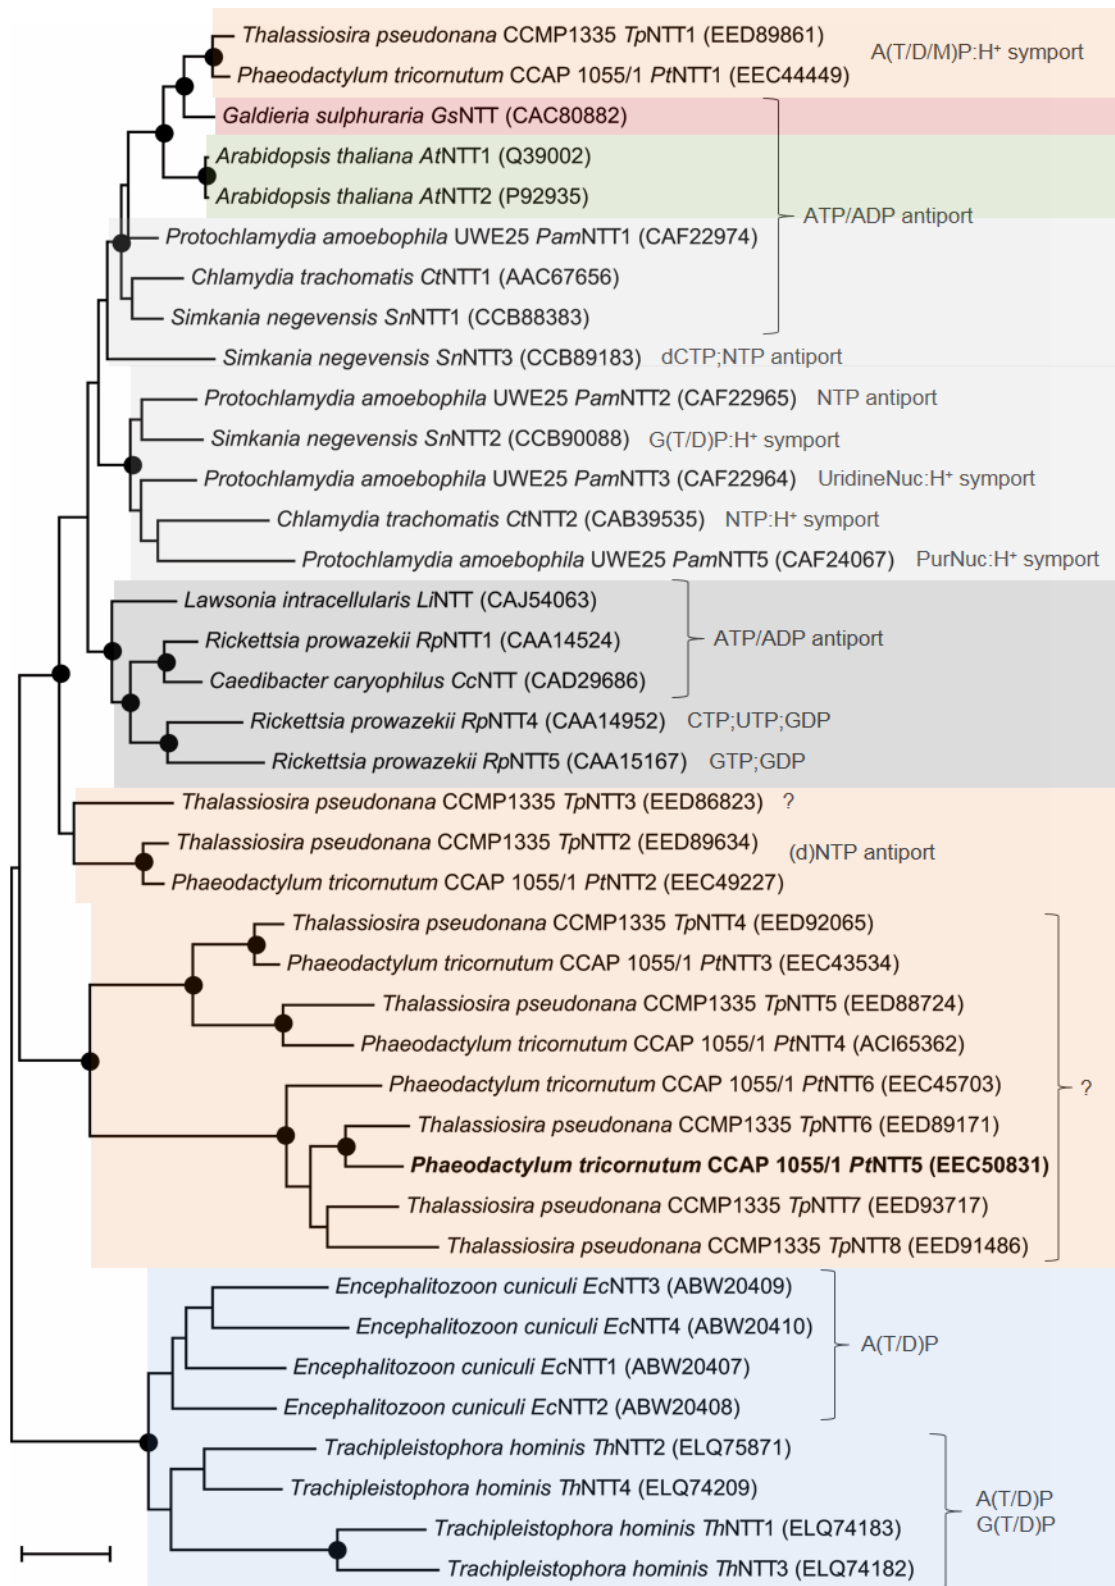 Thalassiosira pseudonana CCMP1335 TpNTT1 (EED89861)
A(T/D/M)P:H⁺ symport
Phaeodactylum tricornutum CCAP 1055/1 PtNTT1 (EEC44449)
Galdieria sulphuraria GsNTT (CAC80882)
Arabidopsis thaliana AtNTT1 (Q39002)
Arabidopsis thaliana AtNTT2 (P92935)
ATP/ADP antiport
Protochlamydia amoebophila UWE25 PamNTT1 (CAF22974)
Chlamydia trachomatis CtNTT1 (AAC67656)
Simkania negevensis SnNTT1 (CCB88383)
Simkania negevensis SnNTT3 (CCB89183) dCTP;NTP antiport
Protochlamydia amoebophila UWE25 PamNTT2 (CAF22965) NTP antiport
Simkania negevensis SnNTT2 (CCB90088) G(T/D)P:H⁺ symport
Protochlamydia amoebophila UWE25 PamNTT3 (CAF22964) UridineNuc:H⁺ symport
Chlamydia trachomatis CtNTT2 (CAB39535) NTP:H⁺ symport
Protochlamydia amoebophila UWE25 PamNTT5 (CAF24067) PurNuc:H⁺ symport
Lawsonia intracellularis LiNTT (CAJ54063)
Rickettsia prowazekii RpNTT1 (CAA14524) ATP/ADP antiport
Caedibacter caryophilus CcNTT (CAD29686)
Rickettsia prowazekii RpNTT4 (CAA14952) CTP;UTP;GDP
Rickettsia prowazekii RpNTT5 (CAA15167) GTP;GDP
Thalassiosira pseudonana CCMP1335 TpNTT3 (EED86823) ?
Thalassiosira pseudonana CCMP1335 TpNTT2 (EED89634)
(d)NTP antiport
Phaeodactylum tricornutum CCAP 1055/1 PtNTT2 (EEC49227)
Thalassiosira pseudonana CCMP1335 TpNTT4 (EED92065)
Phaeodactylum tricornutum CCAP 1055/1 PtNTT3 (EEC43534)
Thalassiosira pseudonana CCMP1335 TpNTT5 (EED88724)
Phaeodactylum tricornutum CCAP 1055/1 PtNTT4 (ACI65362)
Phaeodactylum tricornutum CCAP 1055/1 PtNTT6 (EEC45703) ?
Thalassiosira pseudonana CCMP1335 TpNTT6 (EED89171)
Phaeodactylum tricornutum CCAP 1055/1 PtNTT5 (EEC50831)
Thalassiosira pseudonana CCMP1335 TpNTT7 (EED93717)
Thalassiosira pseudonana CCMP1335 TpNTT8 (EED91486)
Encephalitozoon cuniculi EcNTT3 (ABW20409)
Encephalitozoon cuniculi EcNTT4 (ABW20410)
A(T/D)P
Encephalitozoon cuniculi EcNTT1 (ABW20407)
Encephalitozoon cuniculi EcNTT2 (ABW20408)
Trachipleistophora hominis ThNTT2 (ELQ75871)
Trachipleistophora hominis ThNTT4 (ELQ74209)
A(T/D)P
G(T/D)P
Trachipleistophora hominis ThNTT1 (ELQ74183)
Trachipleistophora hominis ThNTT3 (ELQ74182)